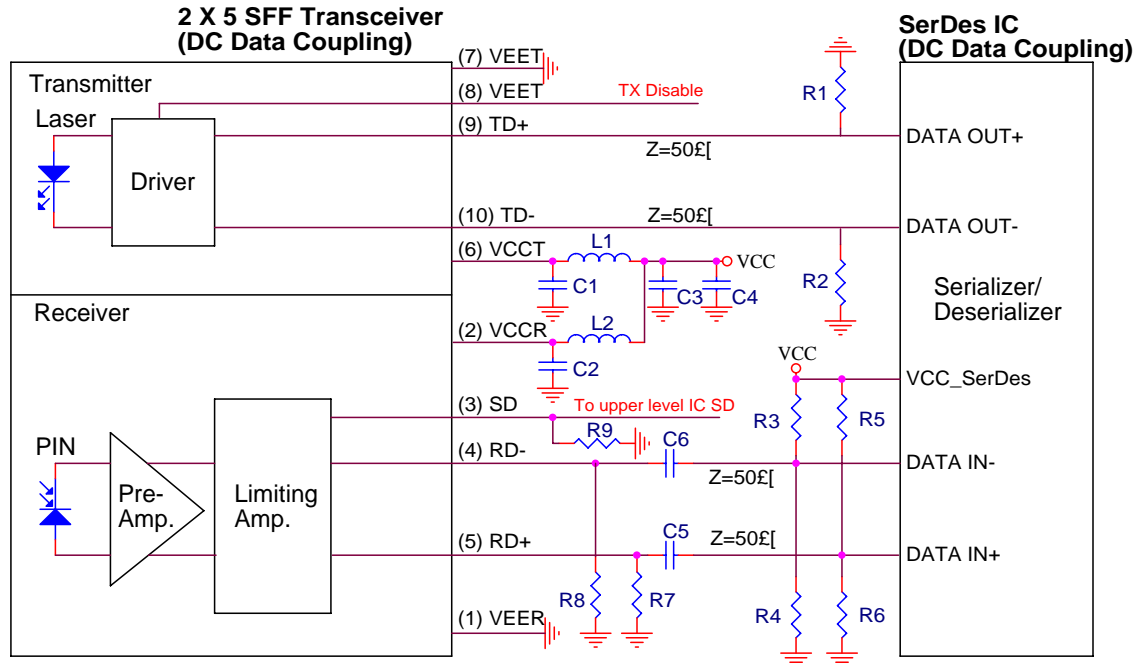 2 X 5 SFF Transceiver
(DC Data Coupling)
SerDes IC
(DC Data Coupling)
(7) VEET
Transmitter
(8) VEET
TX Disable
R1
Laser
(9) TD+
DATA OUT+
Z=50£[
Driver
(10) TD-
Z=50£[
DATA OUT-
(6) VCCT
L1
VCC
C1
C3
C4
R2
Serializer/
Deserializer
Receiver
(2) VCCR
L2
C2
VCC
VCC_SerDes
(3) SD
To upper level IC SD
R3
R5
R9
PIN
(4) RD-
C6
DATA IN-
Z=50£[
Pre-
Amp.
Limiting
Amp.
(5) RD+
C5
Z=50£[
DATA IN+
R8
R7
R4
R6
(1) VEER